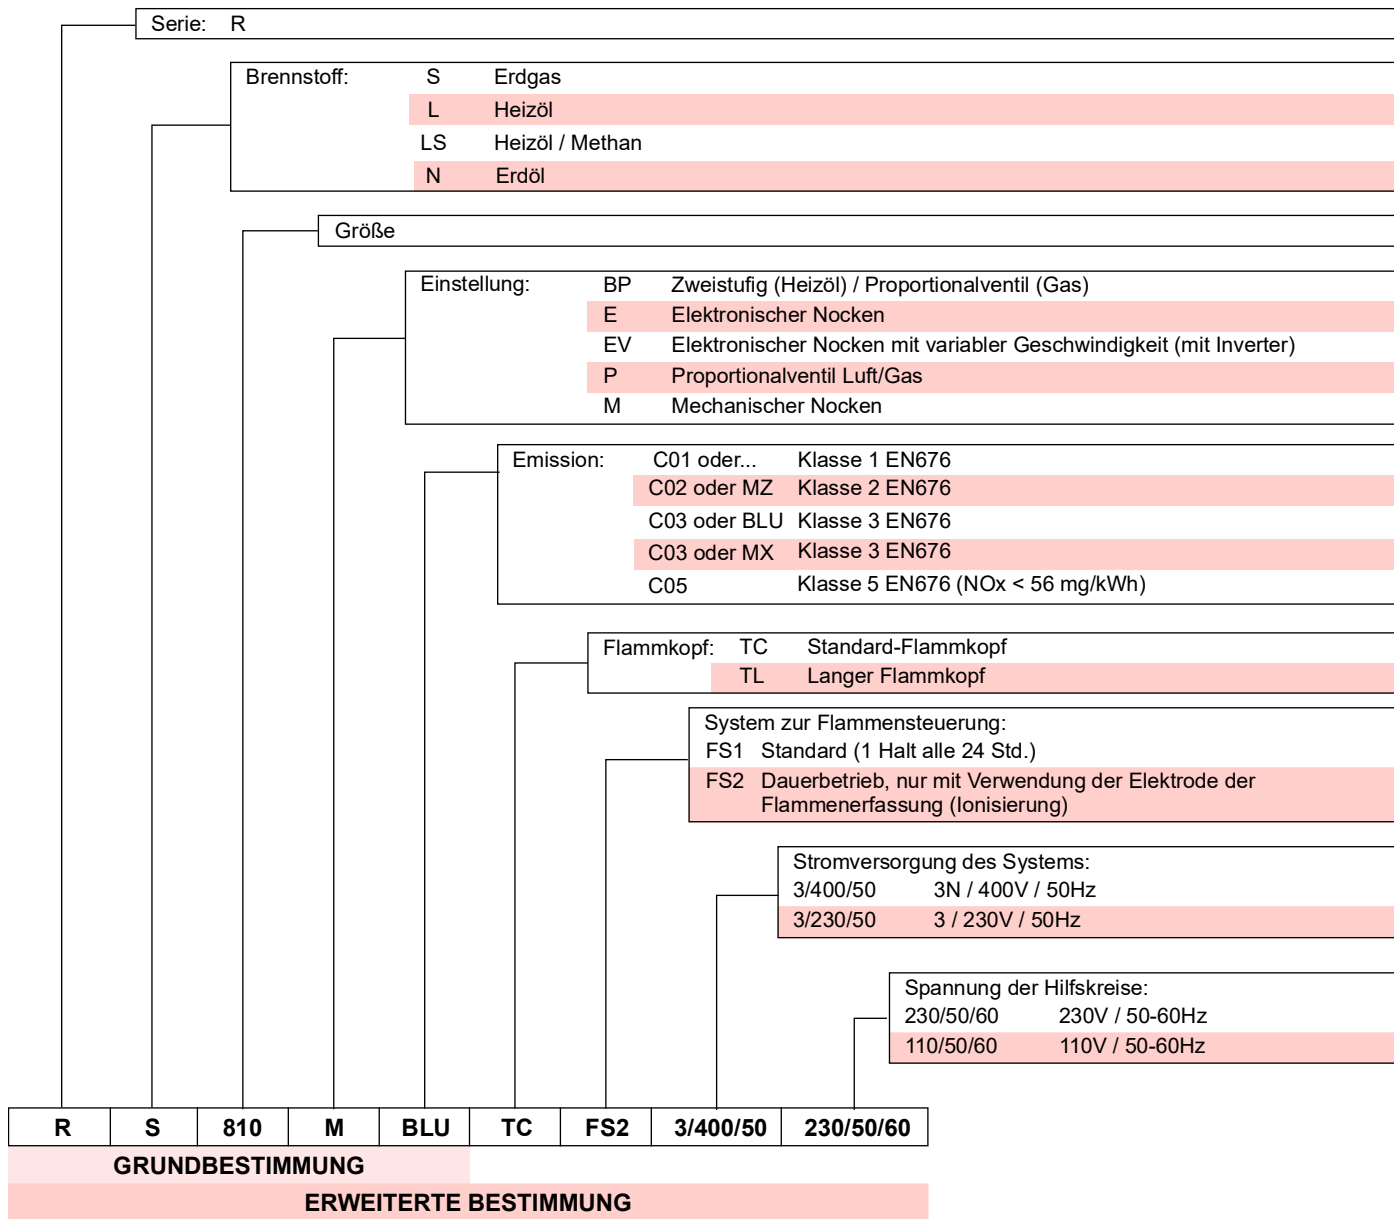 Serie: R
Brennstoff: S Erdgas
L Heizöl
LS Heizöl / Methan
N Erdöl
Größe
Einstellung: BP Zweistufig (Heizöl) / Proportionalventil (Gas)
E Elektronischer Nocken
EV Elektronischer Nocken mit variabler Geschwindigkeit (mit Inverter)
P Proportionalventil Luft/Gas
M Mechanischer Nocken
Emission: C01 oder... Klasse 1 EN676
C02 oder MZ Klasse 2 EN676
C03 oder BLU Klasse 3 EN676
C03 oder MX Klasse 3 EN676
C05 Klasse 5 EN676 (NOx < 56 mg/kWh)
Flammkopf: TC Standard-Flammkopf
TL Langer Flammkopf
System zur Flammensteuerung:
FS1 Standard (1 Halt alle 24 Std.)
FS2 Dauerbetrieb, nur mit Verwendung der Elektrode der
Flammenerfassung (Ionisierung)
Stromversorgung des Systems:
3/400/50 3N / 400V / 50Hz
3/230/50 3 / 230V / 50Hz
Spannung der Hilfskreise:
230/50/60 230V / 50-60Hz
110/50/60 110V / 50-60Hz
R S 810 M BLU TC FS2 3/400/50 230/50/60
GRUNDBESTIMMUNG
ERWEITERTE BESTIMMUNG